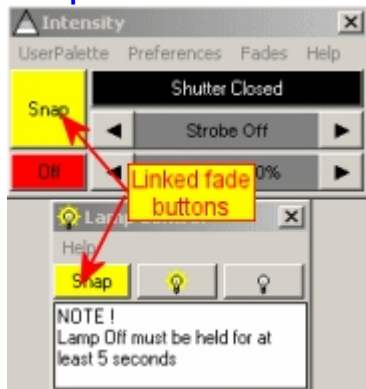 Intensity
UserPalette Preferences Fades Help
Snap
Shutter Closed
Strobe Off
Off
0%
Linked fade
buttons
Help
Snap
NOTE !
Lamp Off must be held for at
least 5 seconds